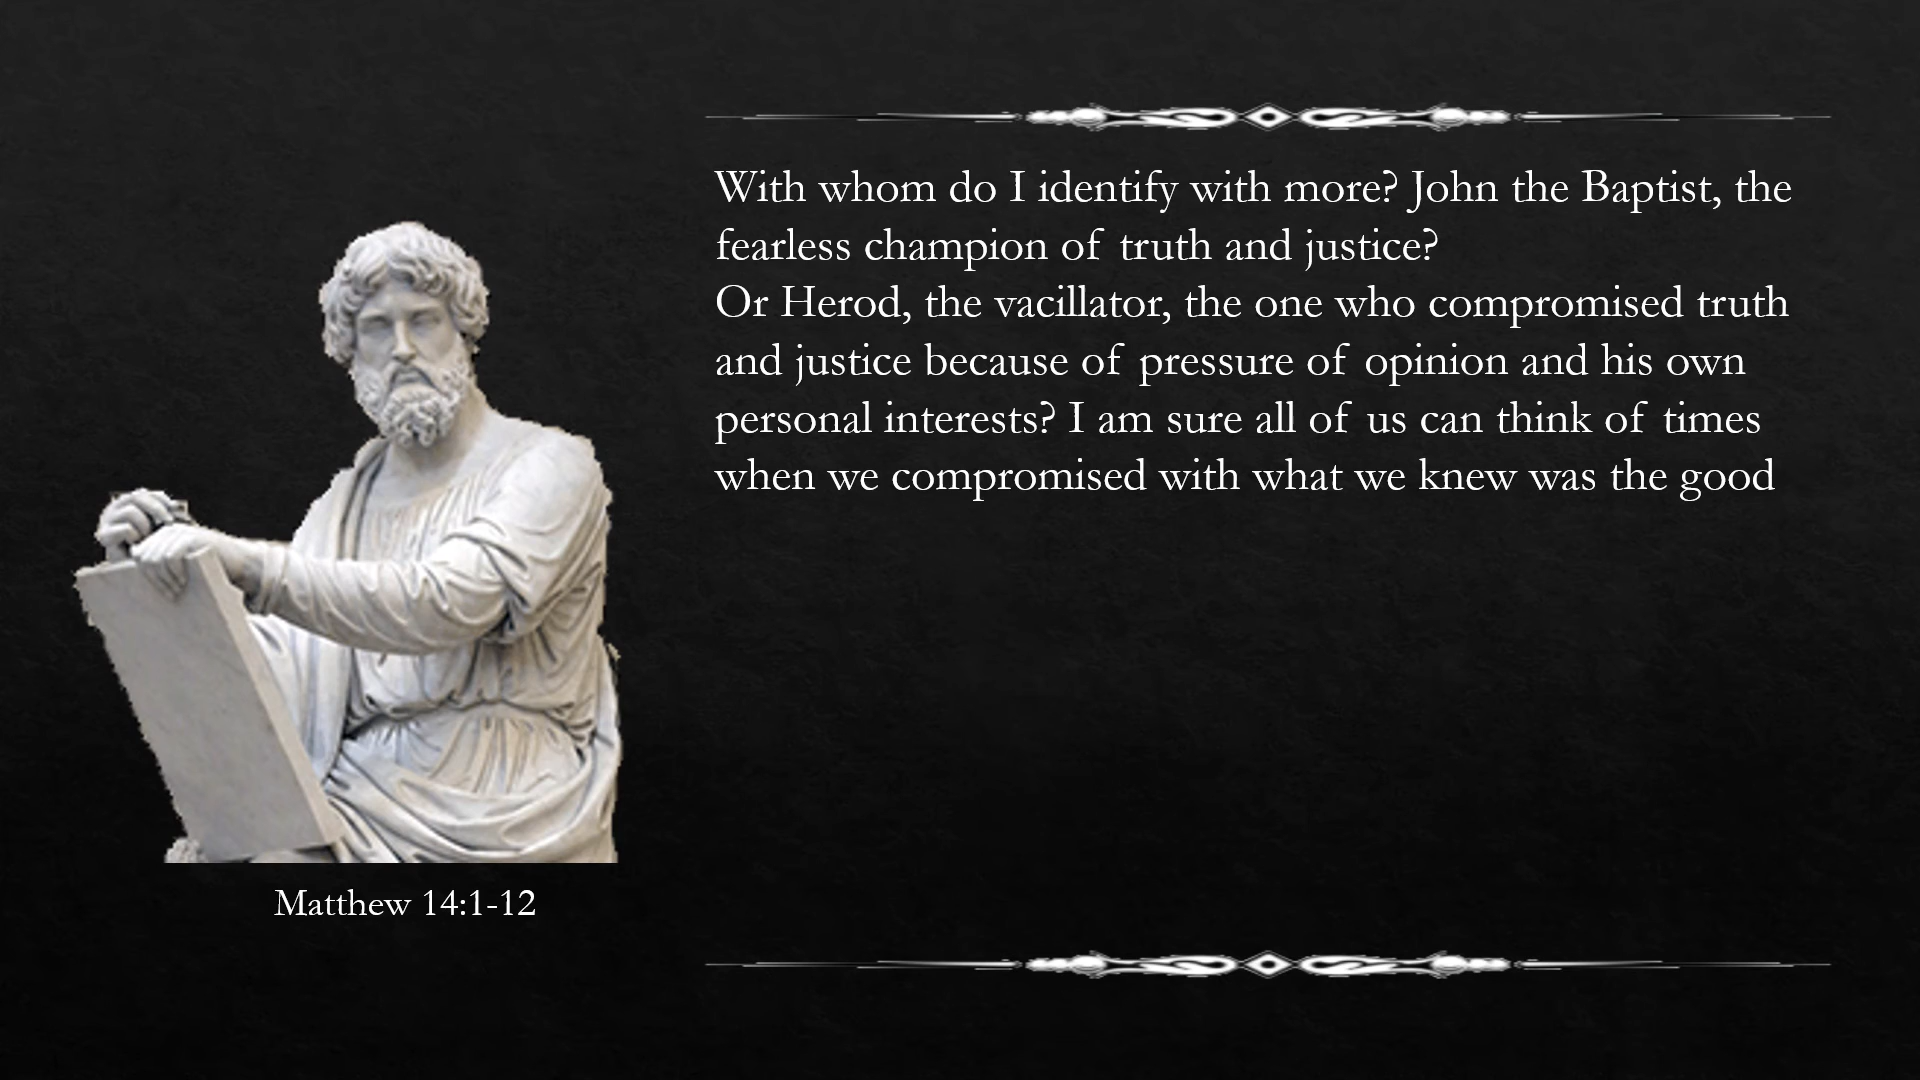 With whom do I identify with more? John the Baptist, the
fearless champion of truth and justice?
Or Herod, the vacillator, the one who compromised truth
and justice because of pressure of opinion and his own
personal interests? I am sure all of us can think of times
when we compromised with what we knew was the good
Matthew 14:1-12